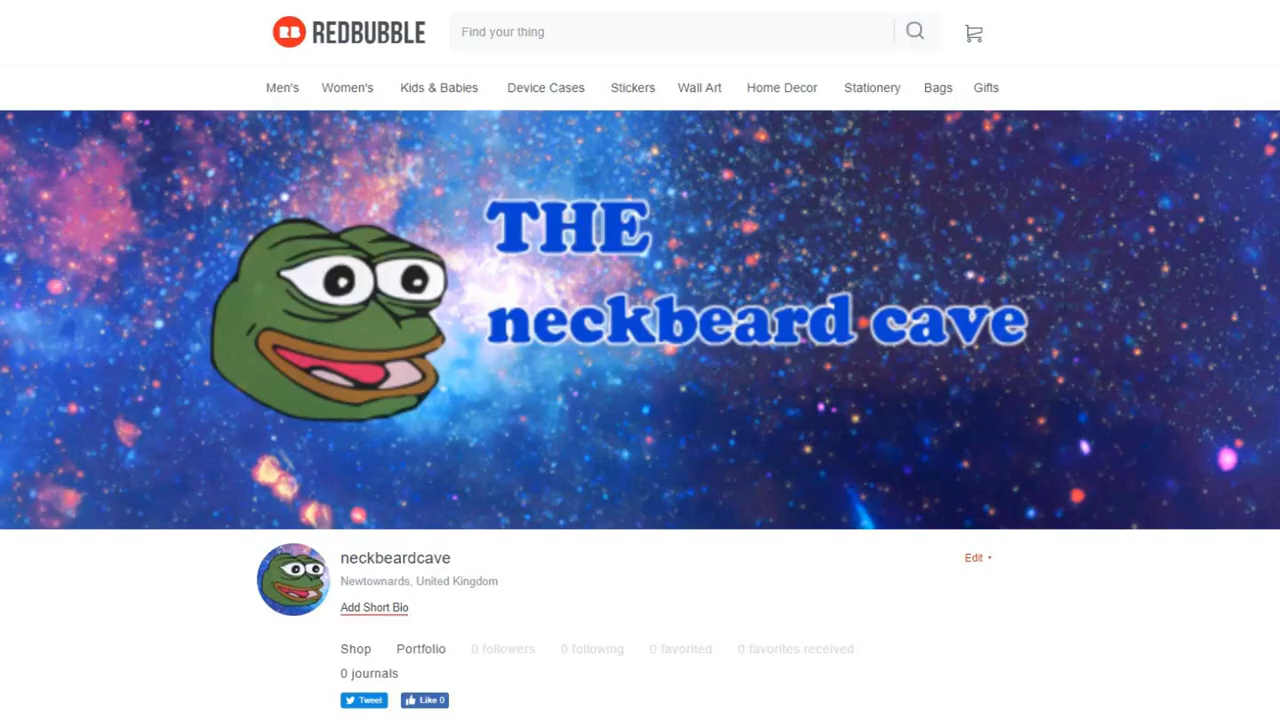 RB REDBUBBLE
Find your thing
Men's Women's Kids & Babies Device Cases Stickers Wall Art Home Decor Stationery Bags Gifts
THE
neckbeard cave
neckbeardcave
Edit
Newtownards, United Kingdom
Add Short Bio
Shop Portfolio 0 followers 0 following 0 favorited 0 favorites received
0 journals
Tweet Like 0